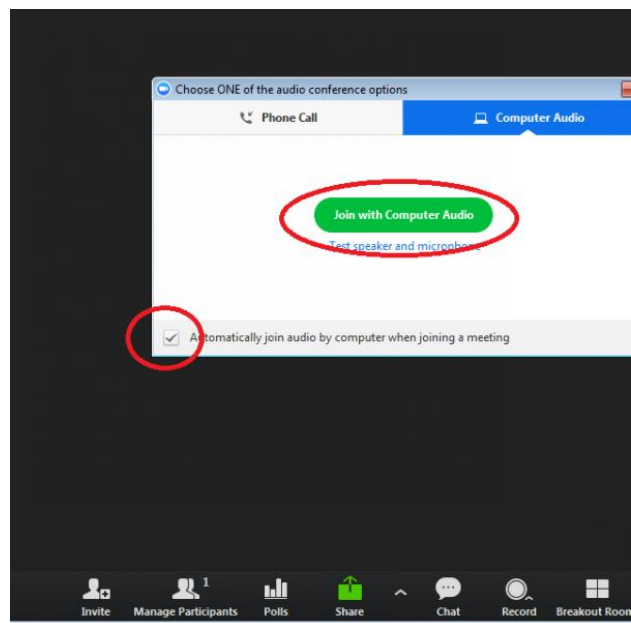 Choose ONE of the audio conference options
Phone Call
Computer Audio
Join with Computer Audio
Test speaker and microphone
Automatically join audio by computer when joining a meeting
1
Invite
Manage Participants
Polls
Share
Chat
Record
Breakout Room